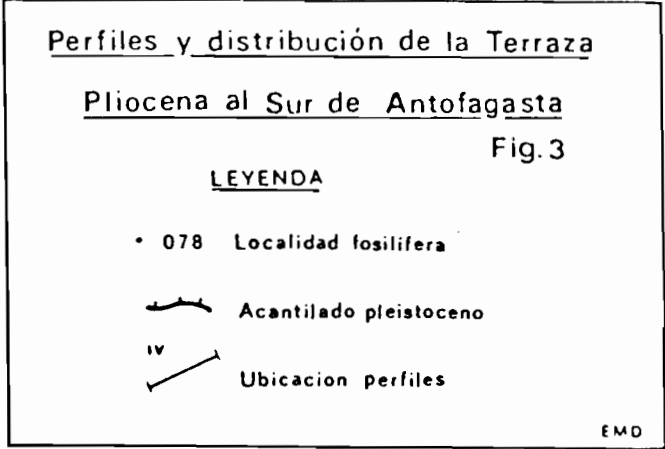 Perfiles y distribución de la Terraza
Pliocena al Sur de Antofagasta
Fig. 3
LEYENDA
• 078 Localidad fosilífera
Acantilado pleistoceno
IV
Ubicacion perfiles
EMD